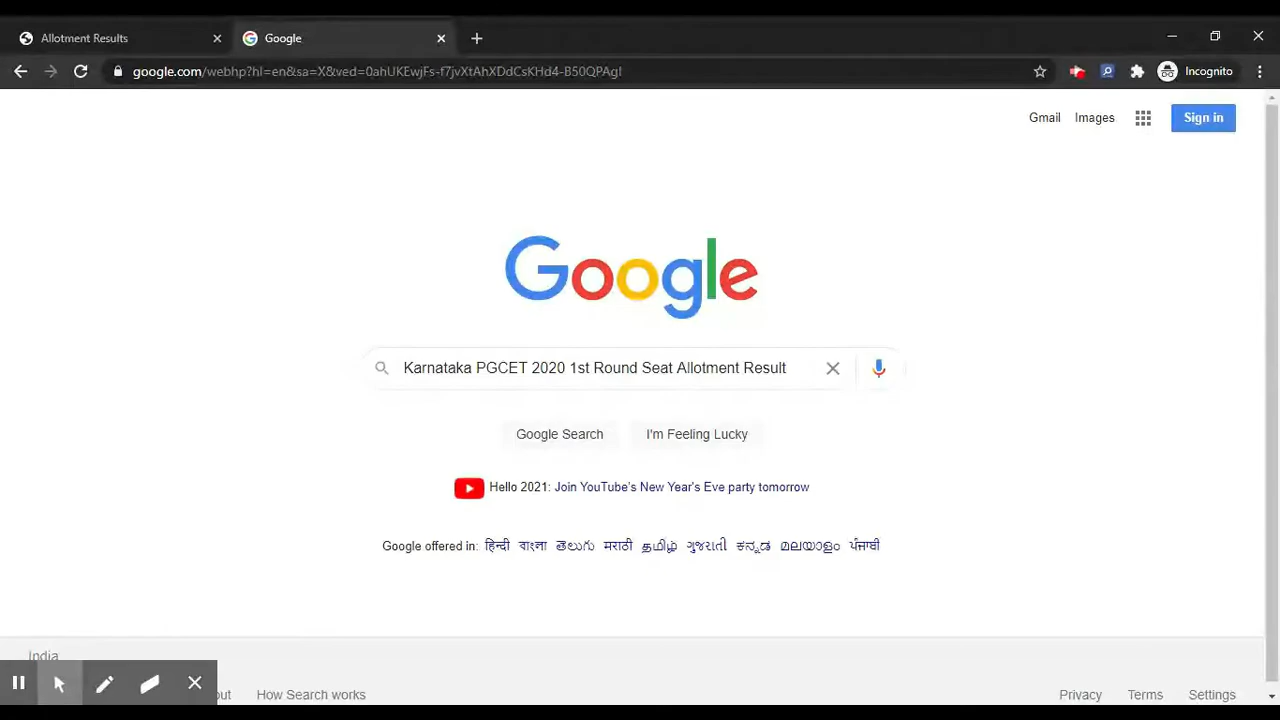 Allotment Results
Google
google.com/webhp?hl=en&sa=X&ved=0ahUKEwjFs-f7jvXtAhXDdCsKHd4-B50QPAgI
Incognito
Gmail Images
Sign in
Google
Karnataka PGCET 2020 1st Round Seat Allotment Result
Google Search I'm Feeling Lucky
Hello 2021: Join YouTube's New Year's Eve party tomorrow
Google offered in: हिन्दी বাংলা తెలుగు मराठी தமிழ் ગુજરાતી ಕನ್ನಡ മലയാളം ਪੰਜਾਬੀ
India
How Search works Privacy Terms Settings